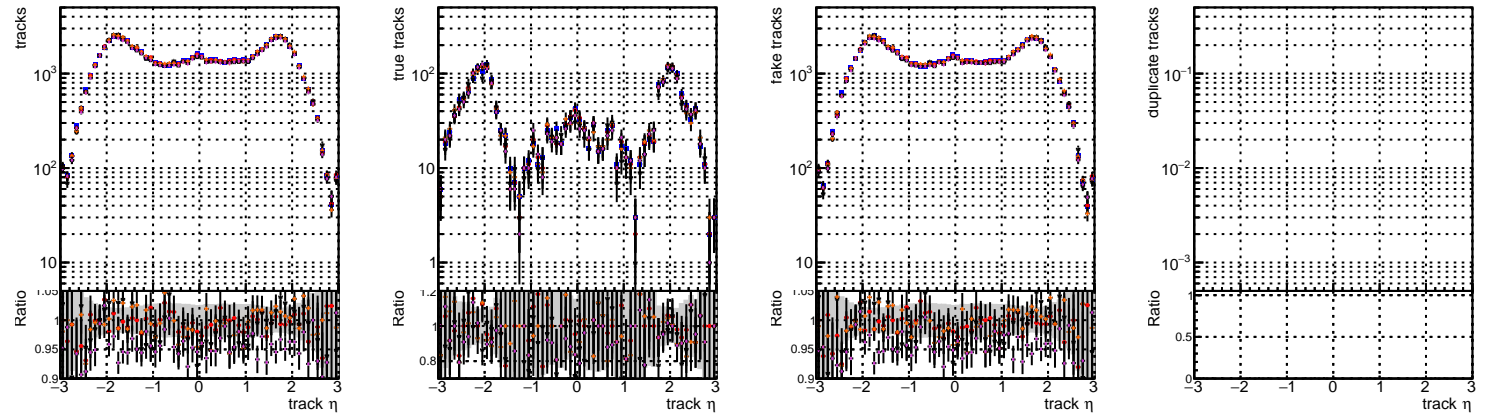 tracks
10³
10²
10
Ratio
1.05
1
0.95
0.9
−3 −2 −1 0 1 2 3
track η
true tracks
10²
10
1
Ratio
1.2
1
0.8
−3 −2 −1 0 1 2 3
track η
fake tracks
10³
10²
10
Ratio
1.05
1
0.95
0.9
−3 −2 −1 0 1 2 3
track η
duplicate tracks
10⁻¹
10⁻²
10⁻³
Ratio
1
0.5
0
−3 −2 −1 0 1 2 3
track η